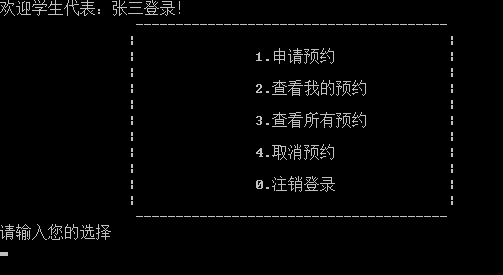 欢迎学生代表：张三登录!
1.申请预约
2.查看我的预约
3.查看所有预约
4.取消预约
0.注销登录
请输入您的选择